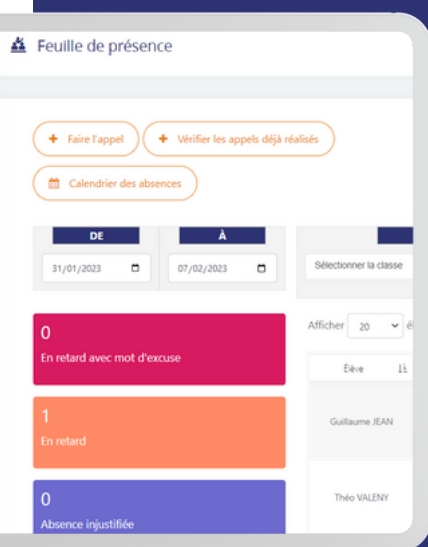 Feuille de présence
+ Faire l'appel
+ Vérifier les appels déjà réalisés
Calendrier des absences
DE
À
31/01/2023
07/02/2023
Sélectionner la classe
0
En retard avec mot d'excuse
Afficher 20
Élève
1
En retard
Guillaume JEAN
0
Absence injustifiée
Théo VALENY